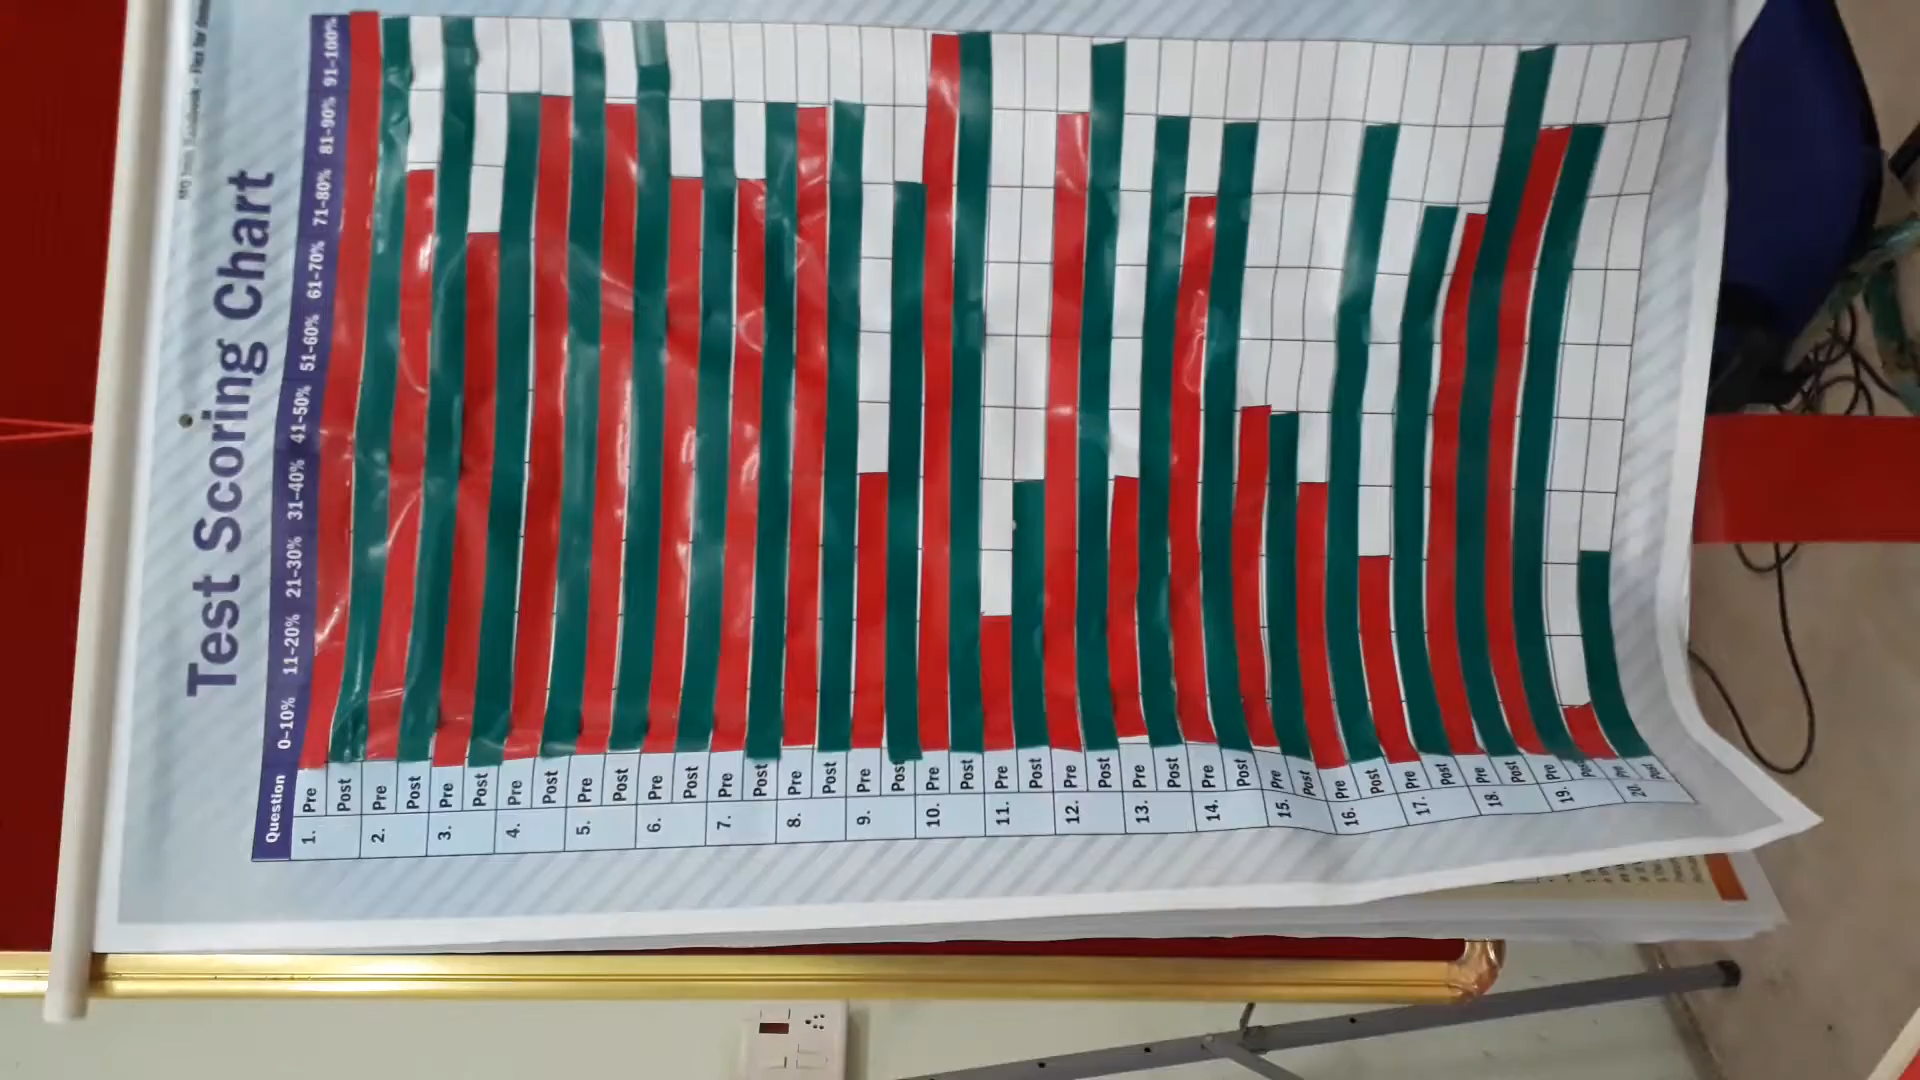 Test Scoring Chart
Question 0–10% 11–20% 21–30% 31–40% 41–50% 51–60% 61–70% 71–80% 81–90% 91–100%
1. Pre
Post
2. Pre
Post
3. Pre
Post
4. Pre
Post
5. Pre
Post
6. Pre
Post
7. Pre
Post
8. Pre
Post
9. Pre
Post
10. Pre
Post
11. Pre
Post
12. Pre
Post
13. Pre
Post
14. Pre
Post
15. Pre
Post
16. Pre
Post
17. Pre
Post
18. Pre
Post
19. Pre
Post
20. Pre
Post